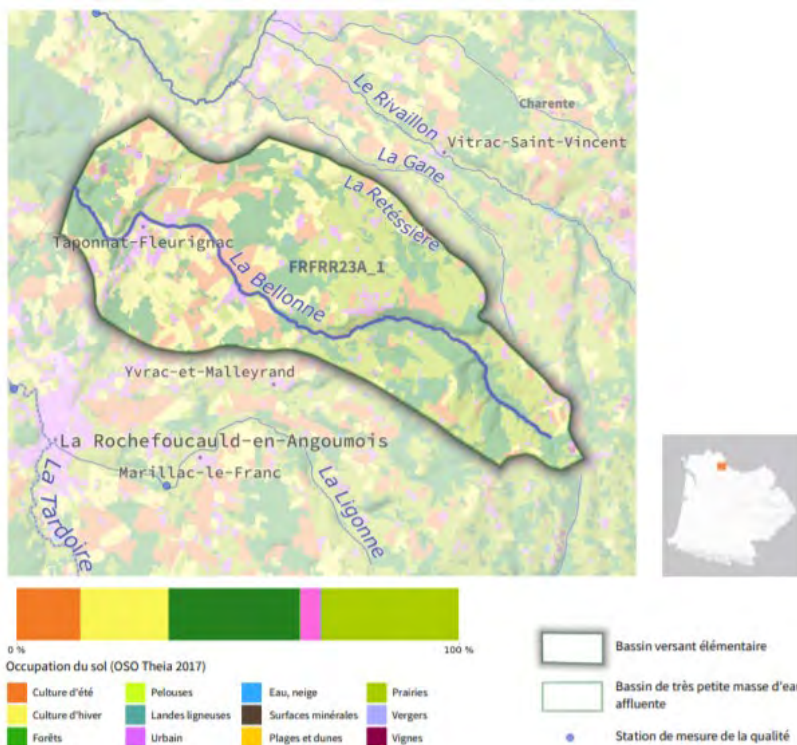 Charente
Le Rivaillon
Vitrac-Saint-Vincent
La Gane
La Retéssière
Taponnat-Fleurignac
FRFRR23A_1
La Bellonne
Yvrac-et-Malleyrand
La Rochefoucauld-en-Angoumois
Marillac-le-Franc
La Ligonne
La Tardoire
0 % 100 %
Occupation du sol (OSO Theia 2017)
Culture d'été Pelouses Eau, neige Prairies
Culture d'hiver Landes ligneuses Surfaces minérales Vergers
Forêts Urbain Plages et dunes Vignes
Bassin versant élémentaire
Bassin de très petite masse d'eau
affluente
Station de mesure de la qualité